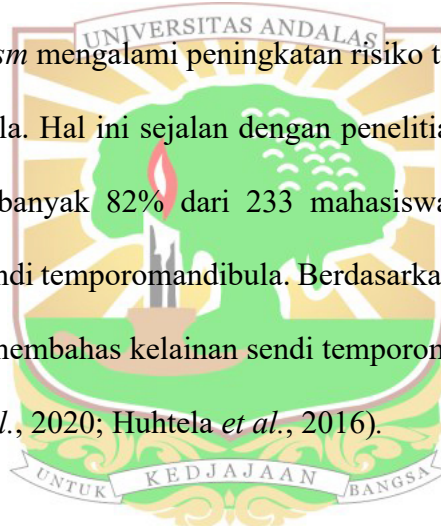 UNIVERSITAS ANDALAS
sm mengalami peningkatan risiko t
la. Hal ini sejalan dengan penelitia
banyak 82% dari 233 mahasiswa
ndi temporomandibula. Berdasarka
membahas kelainan sendi temporon
l., 2020; Huhtela et al., 2016).
UNTUK KEDJAJAAN BANGSA